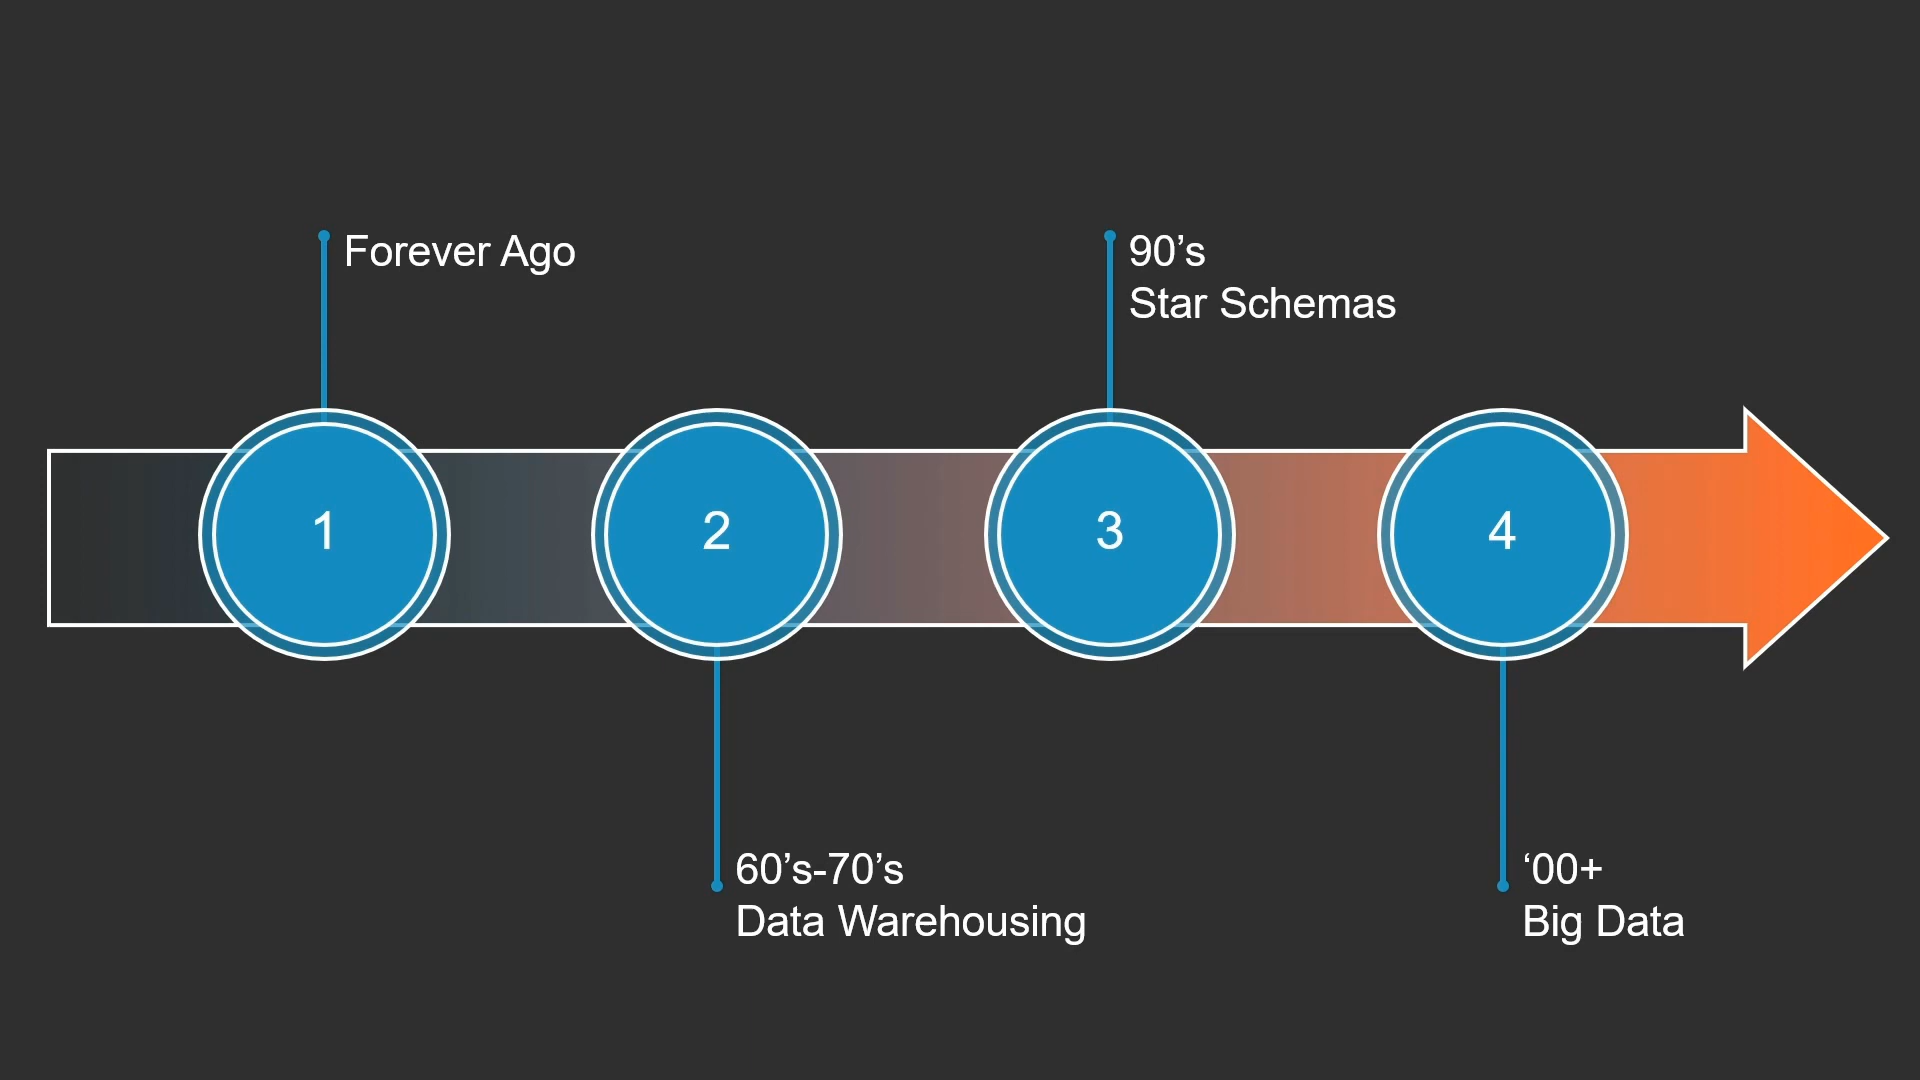 Forever Ago
90’s
Star Schemas
1
2
3
4
60’s-70’s
Data Warehousing
‘00+
Big Data